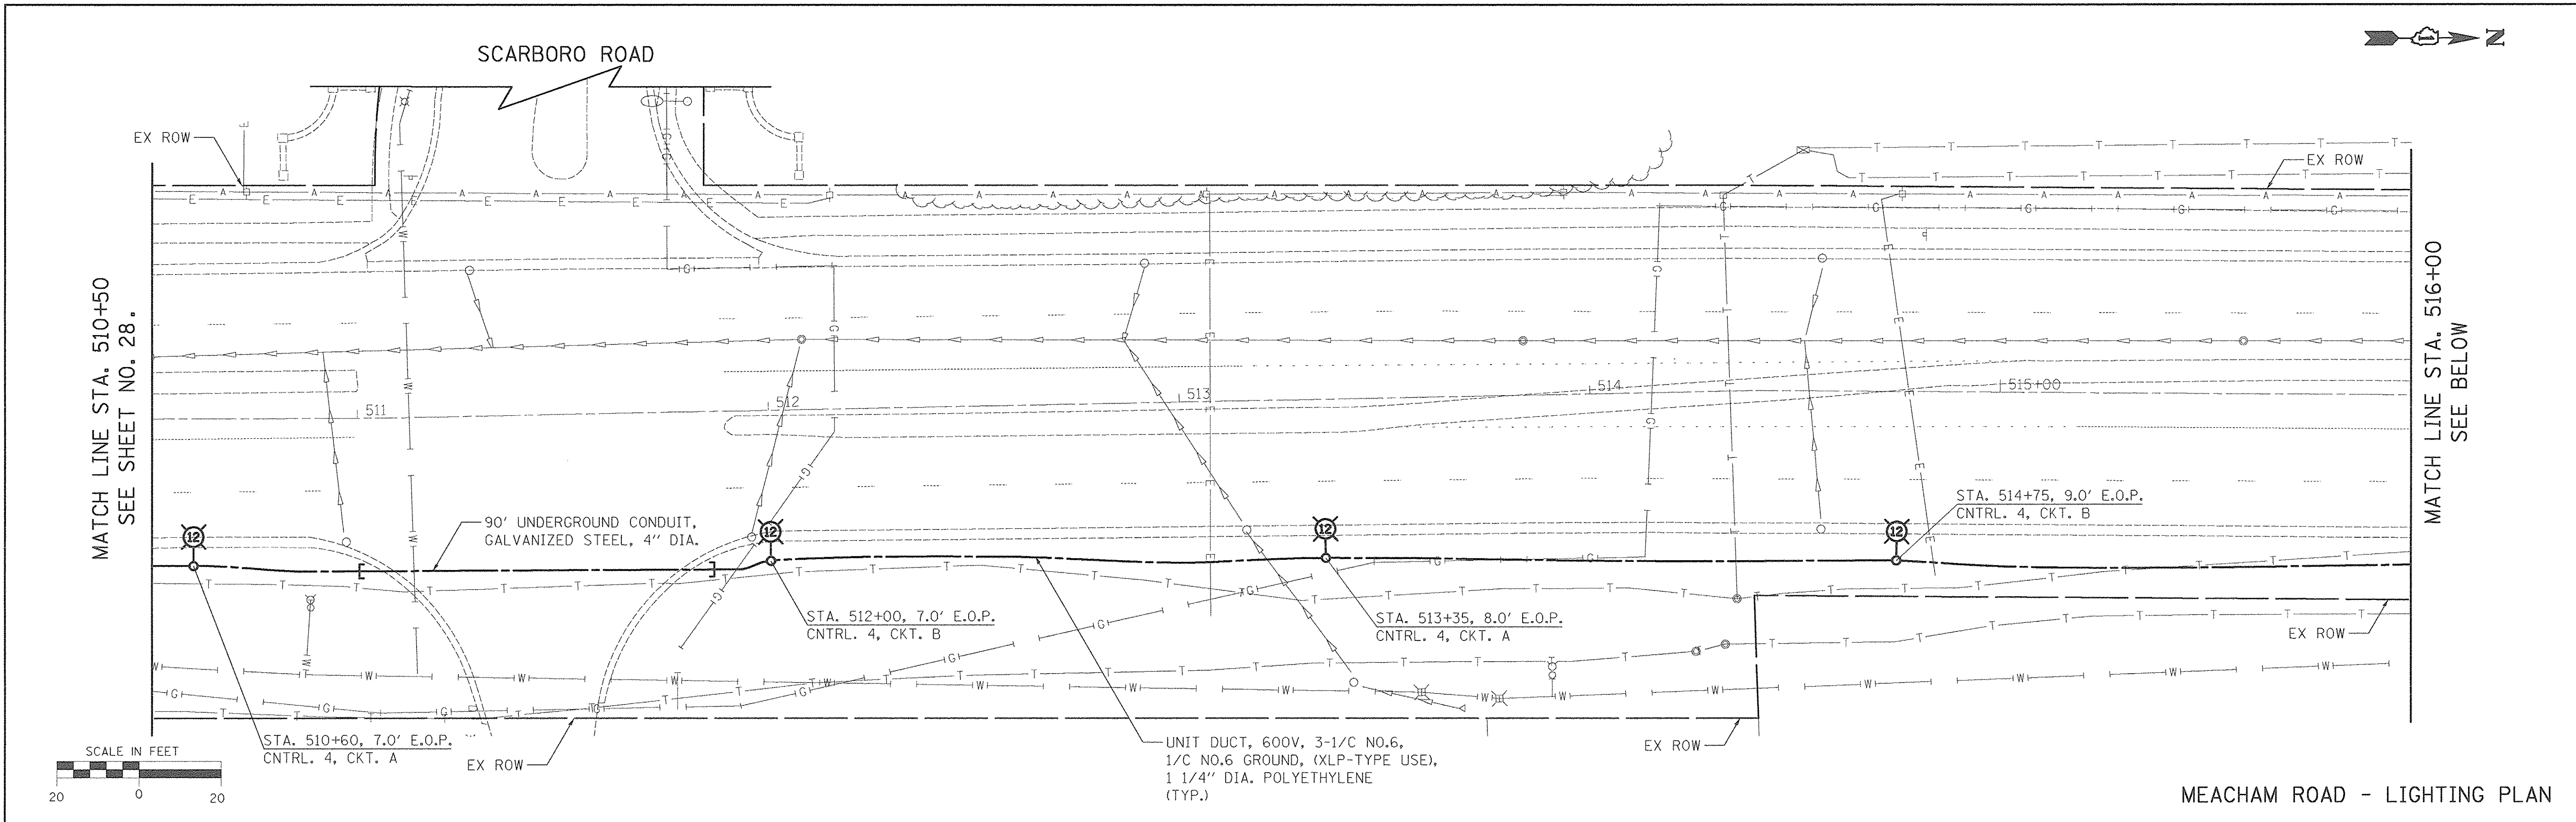 SCARBORO ROAD
N
EX ROW
EX ROW
MATCH LINE STA. 510+50
SEE SHEET NO. 28.
MATCH LINE STA. 516+00
SEE BELOW
511
512
513
514
515+00
12
12
12
12
90' UNDERGROUND CONDUIT,
GALVANIZED STEEL, 4" DIA.
STA. 514+75, 9.0' E.O.P.
CNTRL. 4, CKT. B
STA. 512+00, 7.0' E.O.P.
CNTRL. 4, CKT. B
STA. 513+35, 8.0' E.O.P.
CNTRL. 4, CKT. A
EX ROW
STA. 510+60, 7.0' E.O.P.
CNTRL. 4, CKT. A
EX ROW
UNIT DUCT, 600V, 3-1/C NO.6,
1/C NO.6 GROUND, (XLP-TYPE USE),
1 1/4" DIA. POLYETHYLENE
(TYP.)
EX ROW
SCALE IN FEET
20 0 20
MEACHAM ROAD - LIGHTING PLAN